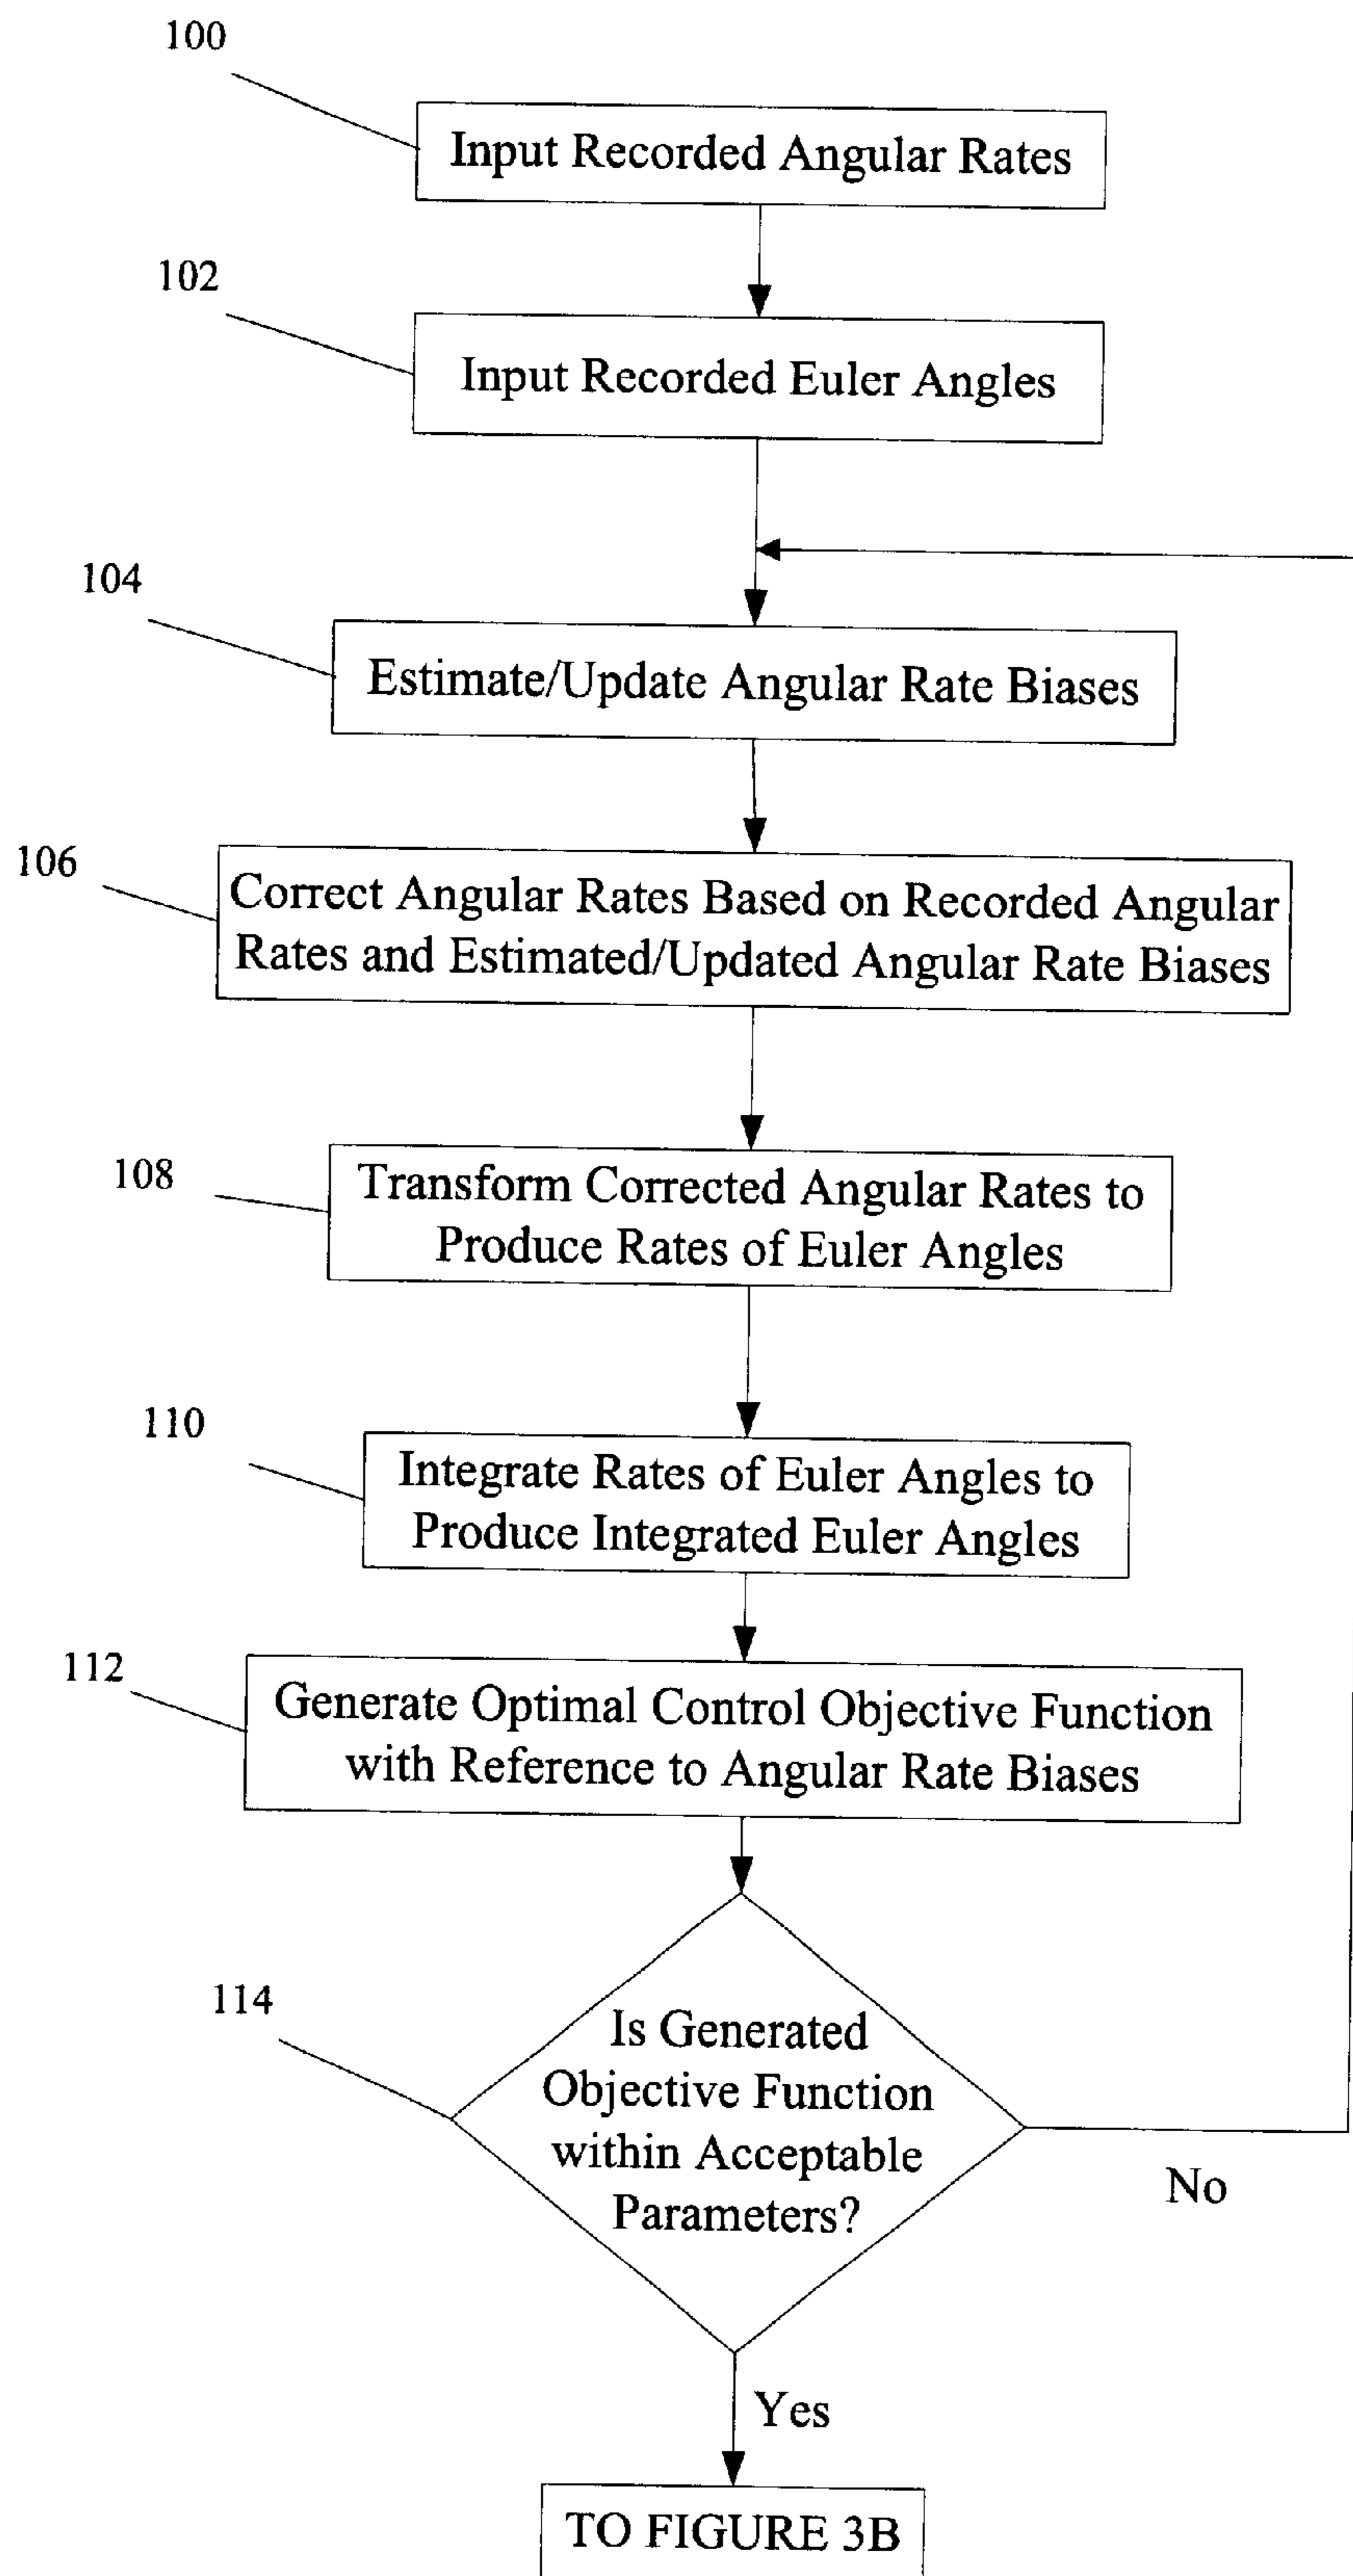 100
Input Recorded Angular Rates
102
Input Recorded Euler Angles
104
Estimate/Update Angular Rate Biases
106
Correct Angular Rates Based on Recorded Angular
Rates and Estimated/Updated Angular Rate Biases
108
Transform Corrected Angular Rates to
Produce Rates of Euler Angles
110
Integrate Rates of Euler Angles to
Produce Integrated Euler Angles
112
Generate Optimal Control Objective Function
with Reference to Angular Rate Biases
114
Is Generated
Objective Function
within Acceptable
Parameters?
No
Yes
TO FIGURE 3B